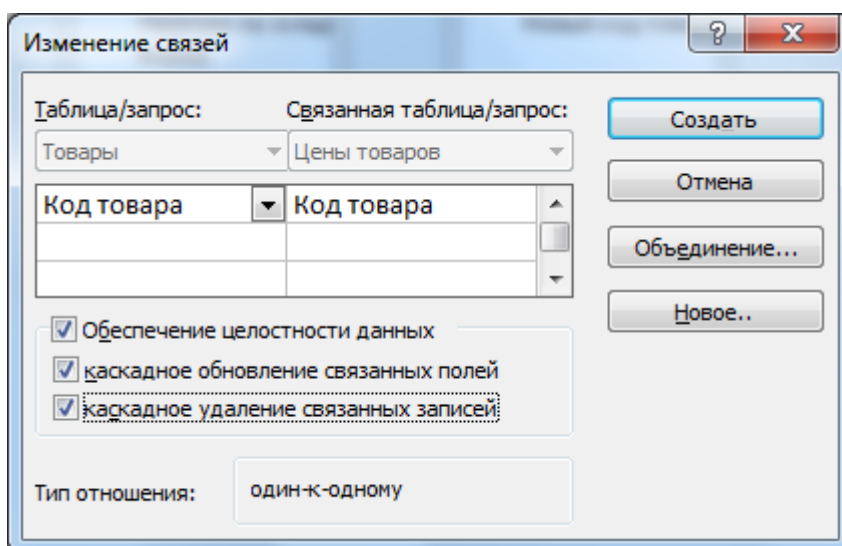 Изменение связей
Таблица/запрос: Связанная таблица/запрос:
Товары Цены товаров
Код товара Код товара
Обеспечение целостности данных
каскадное обновление связанных полей
каскадное удаление связанных записей
Тип отношения: один-к-одному
Создать
Отмена
Объединение...
Новое..